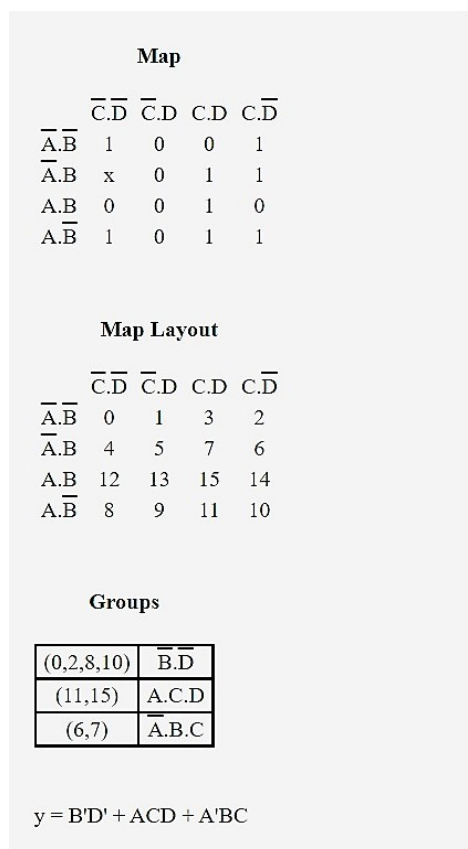 Map
C̅.D̅ C̅.D C.D C.D̅
A̅.B̅ 1 0 0 1
A̅.B x 0 1 1
A.B 0 0 1 0
A.B̅ 1 0 1 1
Map Layout
C̅.D̅ C̅.D C.D C.D̅
A̅.B̅ 0 1 3 2
A̅.B 4 5 7 6
A.B 12 13 15 14
A.B̅ 8 9 11 10
Groups
(0,2,8,10) B̅.D̅
(11,15) A.C.D
(6,7) A̅.B.C
y = B'D' + ACD + A'BC